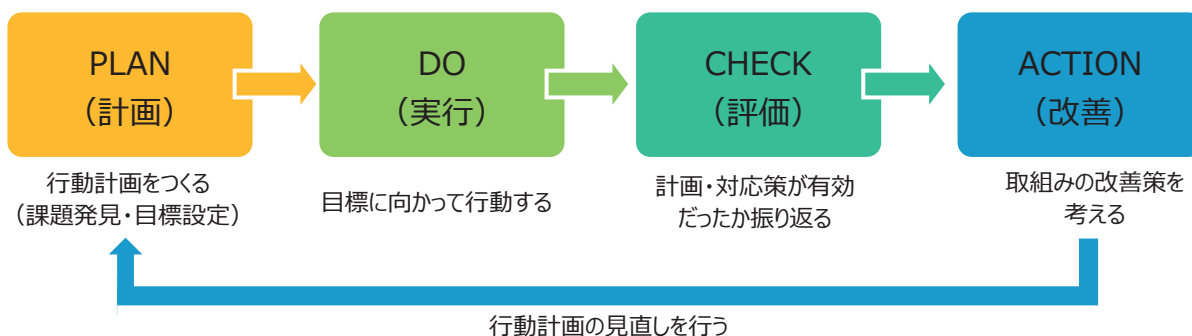 PLAN
（計画）
DO
（実行）
CHECK
（評価）
ACTION
（改善）
行動計画をつくる
（課題発見・目標設定）
目標に向かって行動する
計画・対応策が有効
だったか振り返る
取組みの改善策を
考える
行動計画の見直しを行う